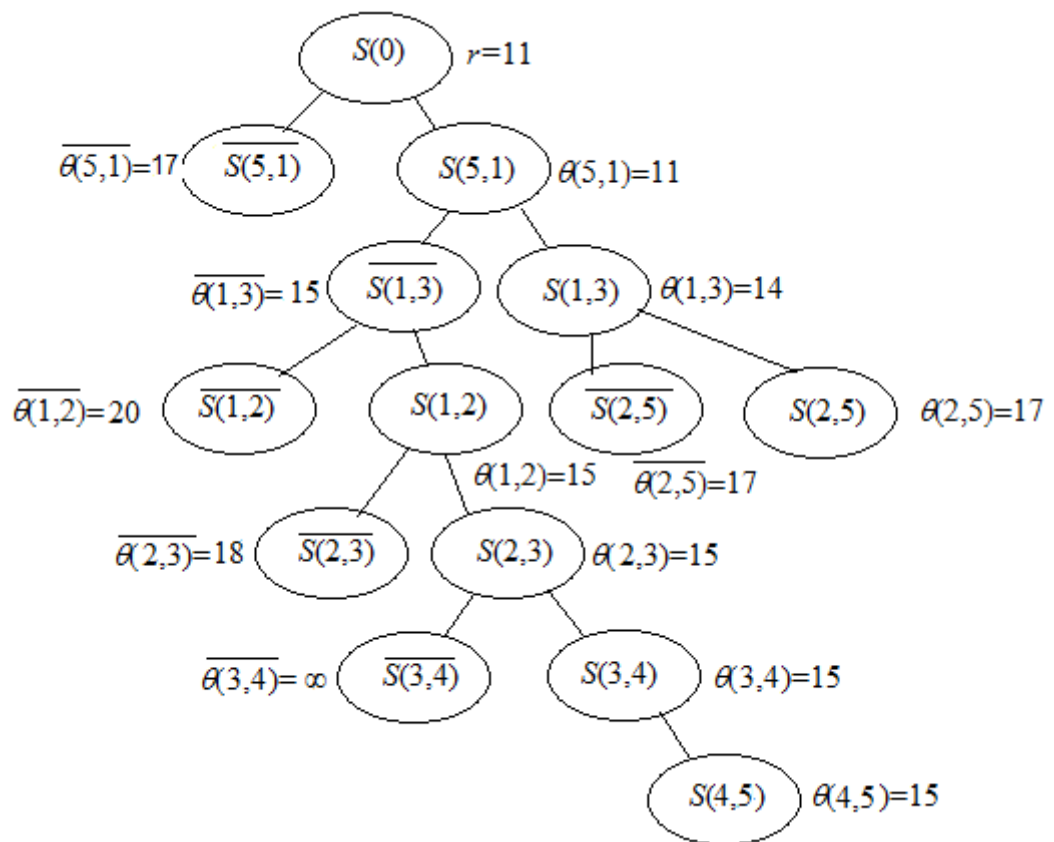 S(0) r=11
θ̅(̅5̅,̅1̅)̅=17 S̅(̅5̅,̅1̅)̅ S(5,1) θ(5,1)=11
θ̅(̅1̅,̅3̅)̅= 15 S̅(̅1̅,̅3̅)̅ S(1,3) θ(1,3)=14
θ̅(̅1̅,̅2̅)̅=20 S̅(̅1̅,̅2̅)̅ S(1,2) S̅(̅2̅,̅5̅)̅ S(2,5) θ(2,5)=17
θ(1,2)=15 θ̅(̅2̅,̅5̅)̅=17
θ̅(̅2̅,̅3̅)̅=18 S̅(̅2̅,̅3̅)̅ S(2,3) θ(2,3)=15
θ̅(̅3̅,̅4̅)̅= ∞ S̅(̅3̅,̅4̅)̅ S(3,4) θ(3,4)=15
S(4,5) θ(4,5)=15